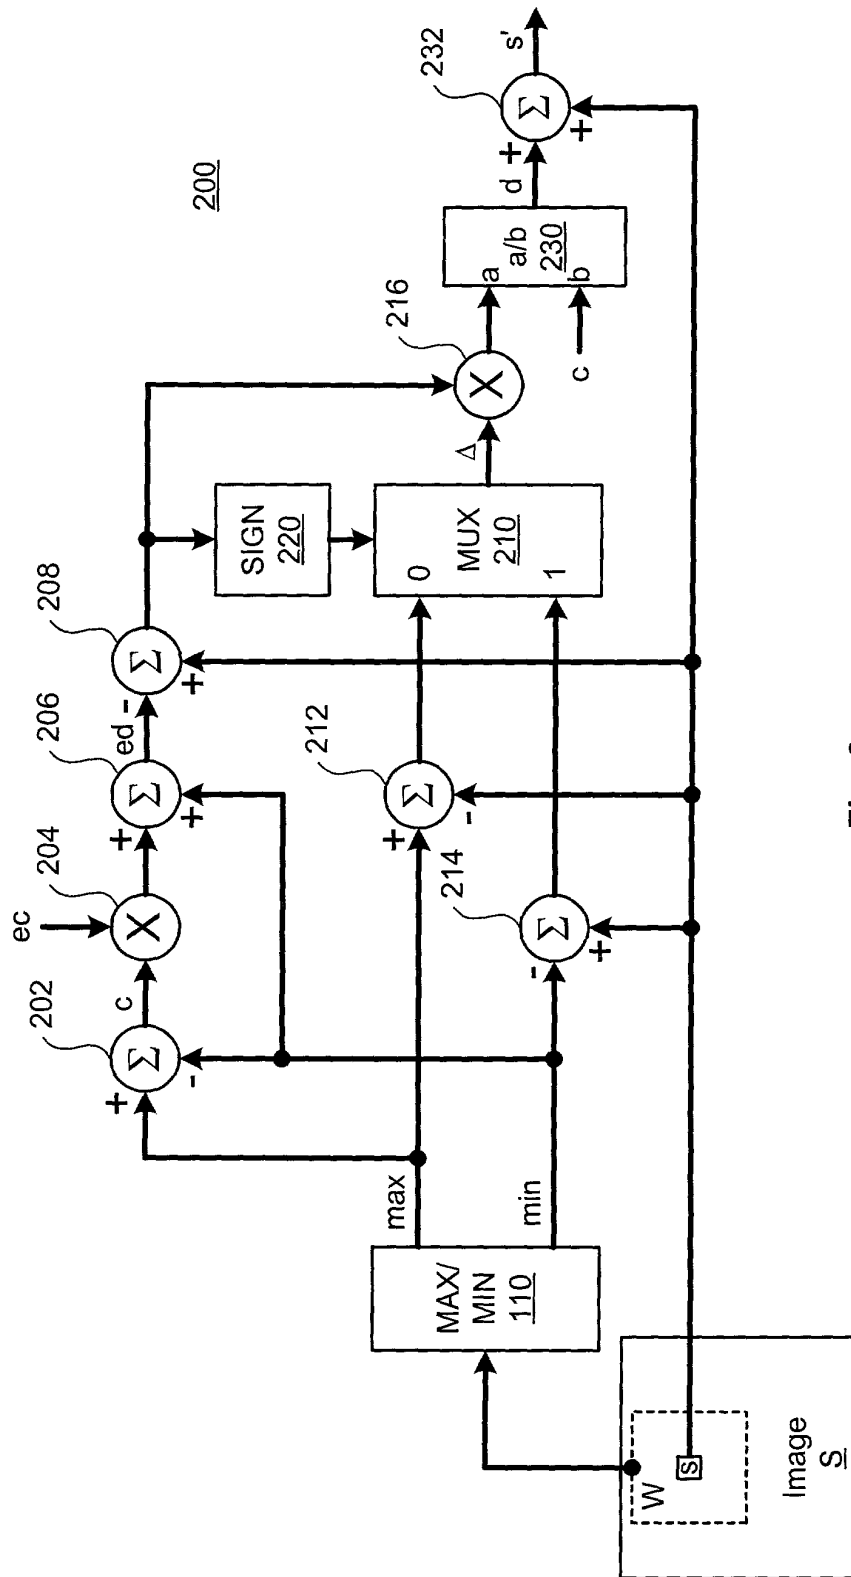 200
202
204
206
208
ec
c
ed
+
-
Σ
X
+
+
Σ
-
+
Σ
SIGN
220
212
214
216
232
+
-
Σ
-
+
Σ
0
1
MUX
210
Δ
X
a
b
a/b
230
c
d
+
+
Σ
s'
max
min
MAX/
MIN
110
W
s
Image
S